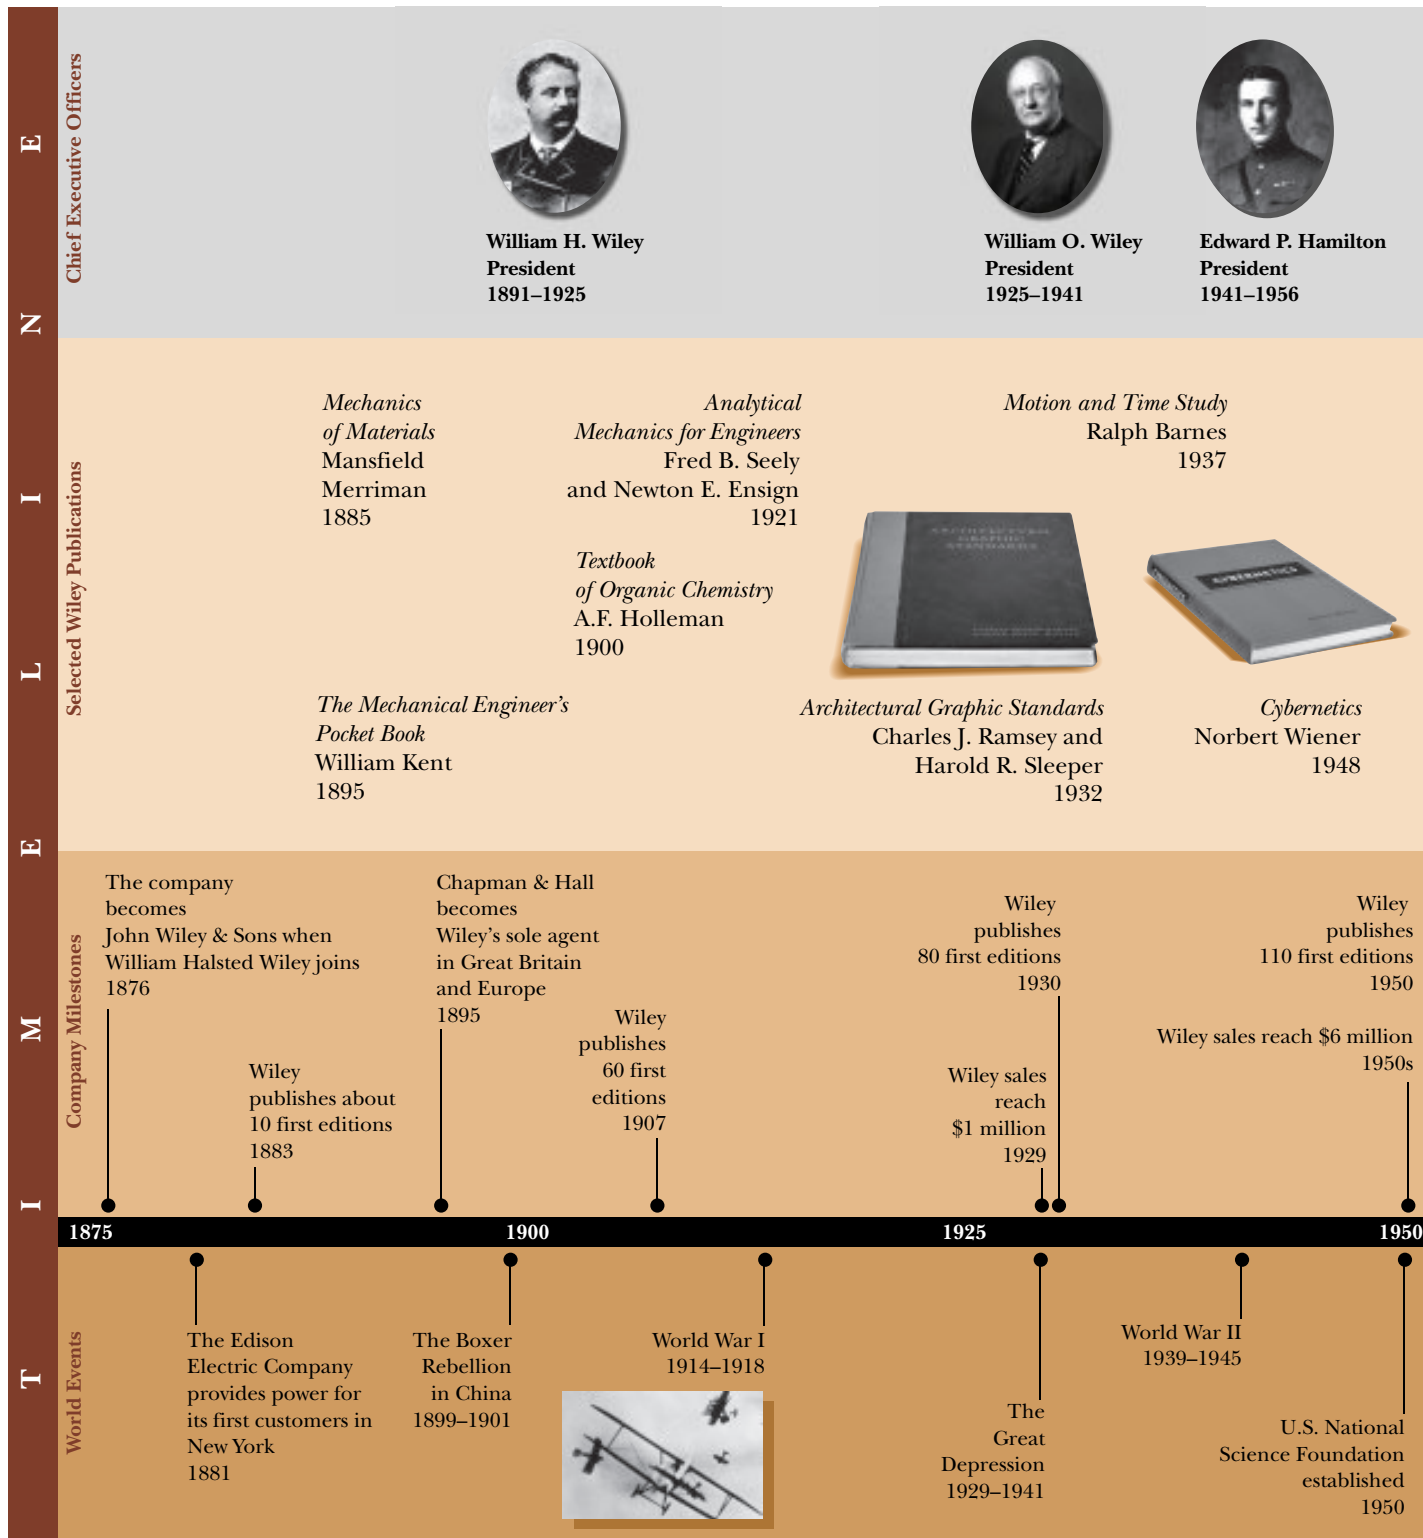 TIMELINE
Chief Executive Officers
William H. Wiley
President
1891–1925
William O. Wiley
President
1925–1941
Edward P. Hamilton
President
1941–1956
Selected Wiley Publications
Mechanics
of Materials
Mansfield
Merriman
1885
Analytical
Mechanics for Engineers
Fred B. Seely
and Newton E. Ensign
1921
Motion and Time Study
Ralph Barnes
1937
Textbook
of Organic Chemistry
A.F. Holleman
1900
ARCHITECTURAL
GRAPHIC
STANDARDS
CYBERNETICS
The Mechanical Engineer’s
Pocket Book
William Kent
1895
Architectural Graphic Standards
Charles J. Ramsey and
Harold R. Sleeper
1932
Cybernetics
Norbert Wiener
1948
Company Milestones
The company
becomes
John Wiley & Sons when
William Halsted Wiley joins
1876
Wiley
publishes about
10 first editions
1883
Chapman & Hall
becomes
Wiley’s sole agent
in Great Britain
and Europe
1895
Wiley
publishes
60 first
editions
1907
Wiley
publishes
80 first editions
1930
Wiley sales
reach
$1 million
1929
Wiley
publishes
110 first editions
1950
Wiley sales reach $6 million
1950s
1875 1900 1925 1950
World Events
The Edison
Electric Company
provides power for
its first customers in
New York
1881
The Boxer
Rebellion
in China
1899–1901
World War I
1914–1918
The
Great
Depression
1929–1941
World War II
1939–1945
U.S. National
Science Foundation
established
1950